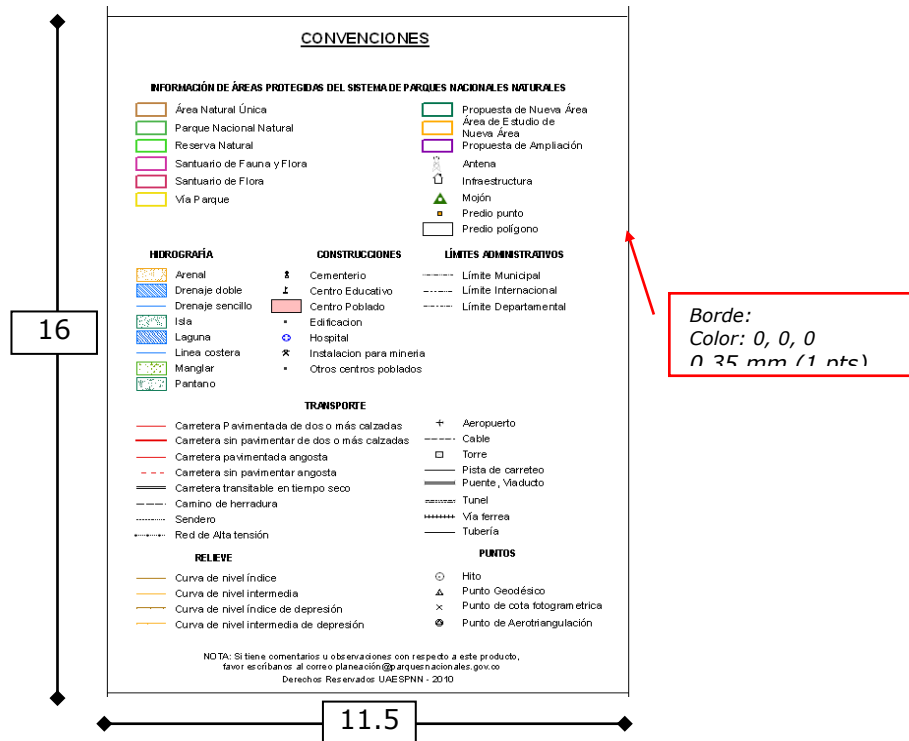 CONVENCIONES
INFORMACIÓN DE ÁREAS PROTEGIDAS DEL SISTEMA DE PARQUES NACIONALES NATURALES
Área Natural Única
Parque Nacional Natural
Reserva Natural
Santuario de Fauna y Flora
Santuario de Flora
Vía Parque
Propuesta de Nueva Área
Área de Estudio de
Nueva Área
Propuesta de Ampliación
Antena
Infraestructura
Mojón
Predio punto
Predio polígono
HIDROGRAFÍA
Arenal
Drenaje doble
Drenaje sencillo
Isla
Laguna
Linea costera
Manglar
Pantano
CONSTRUCCIONES
Cementerio
Centro Educativo
Centro Poblado
Edificacion
Hospital
Instalacion para mineria
Otros centros poblados
LÍMITES ADMINISTRATIVOS
Límite Municipal
Límite Internacional
Límite Departamental
TRANSPORTE
Carretera Pavimentada de dos o más calzadas
Carretera sin pavimentar de dos o más calzadas
Carretera pavimentada angosta
Carretera sin pavimentar angosta
Carretera transitable en tiempo seco
Camino de herradura
Sendero
Red de Alta tensión
Aeropuerto
Cable
Torre
Pista de carreteo
Puente, Viaducto
Tunel
Vía ferrea
Tubería
RELIEVE
Curva de nivel índice
Curva de nivel intermedia
Curva de nivel índice de depresión
Curva de nivel intermedia de depresión
PUNTOS
Hito
Punto Geodésico
Punto de cota fotogrametrica
Punto de Aerotriangulación
NOTA: Si tiene comentarios u observaciones con respecto a este producto,
favor escríbanos al correo planeación@parquesnacionales.gov.co
Derechos Reservados UAESPNN - 2010
16
11.5
Borde:
Color: 0, 0, 0
0.35 mm (1 pts)